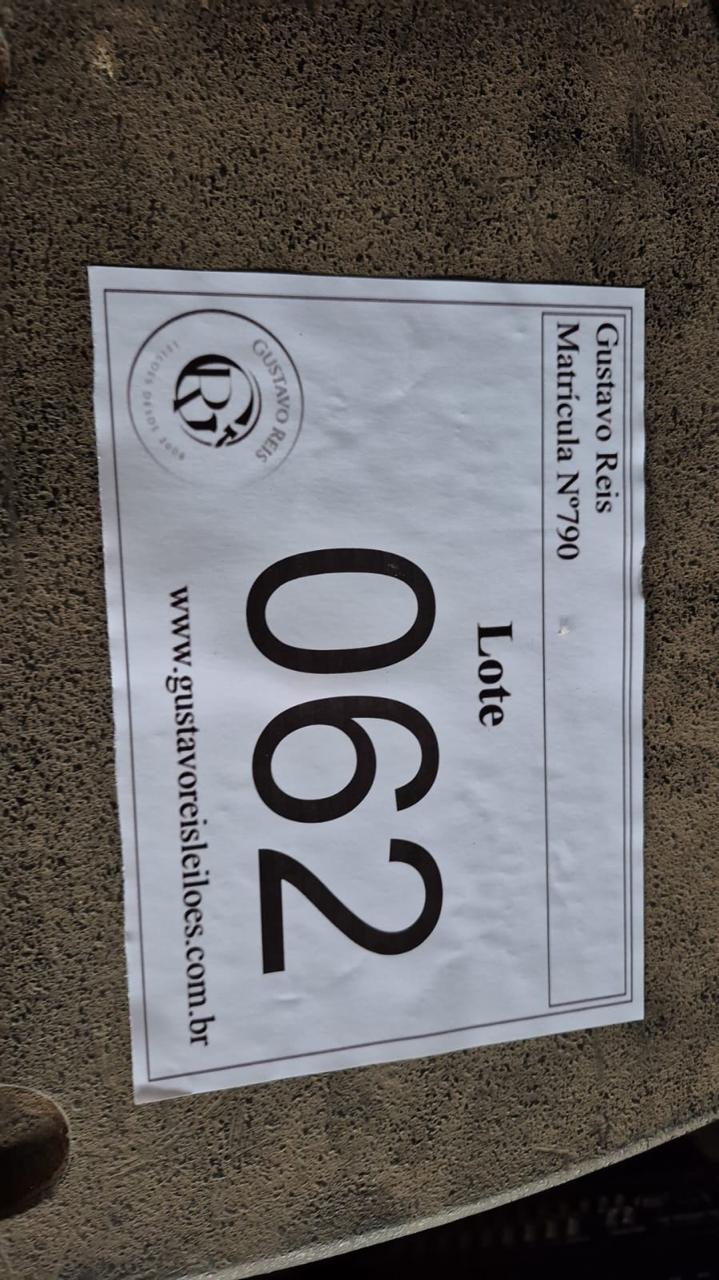 Gustavo Reis
Matrícula Nº790
Lote
062
GUSTAVO REIS
LEILÕES DESDE 2008
www.gustavoreisleiloes.com.br